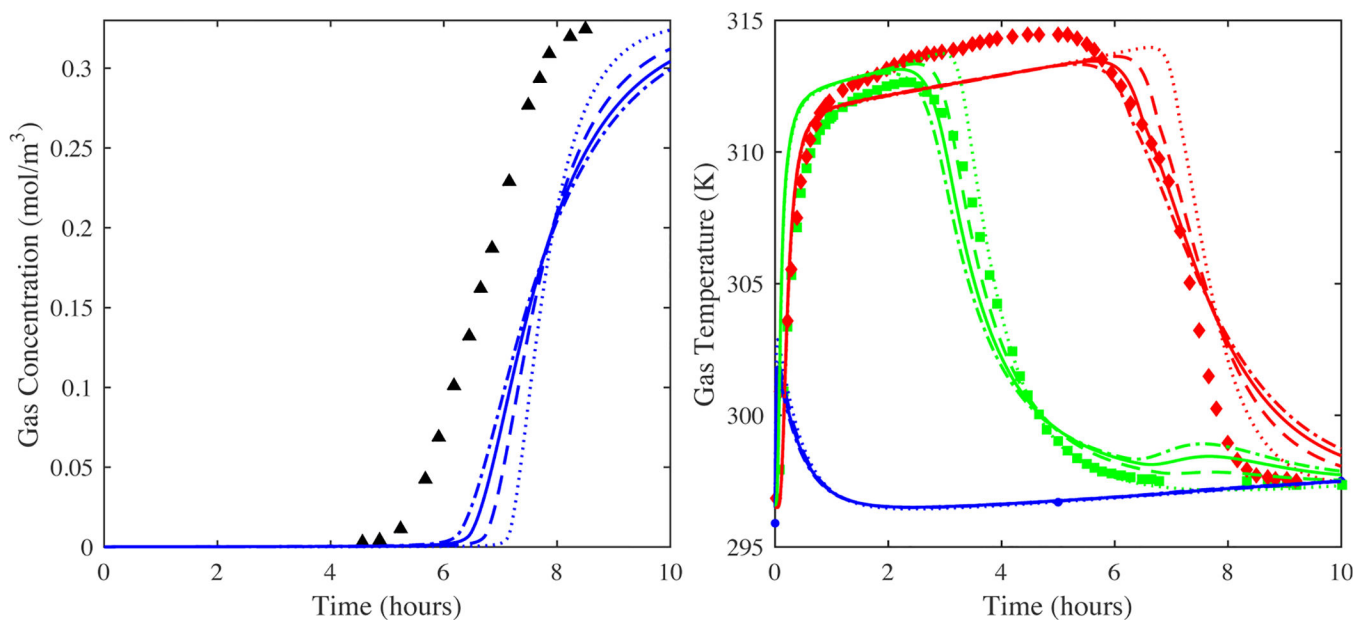 Gas Concentration (mol/m³)
0.3
0.25
0.2
0.15
0.1
0.05
0
0 2 4 6 8 10
Time (hours)
Gas Temperature (K)
315
310
305
300
295
0 2 4 6 8 10
Time (hours)